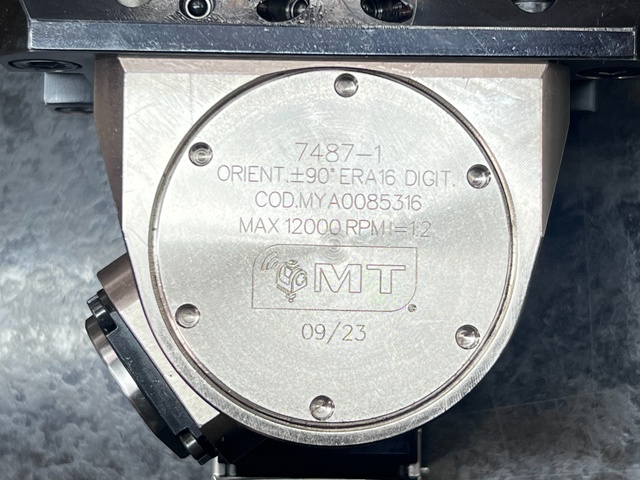 7487-1
ORIENT.±90° ERA16 DIGIT.
COD.MYA0085316
MAX 12000 RPM i=1:2
MT
09/23